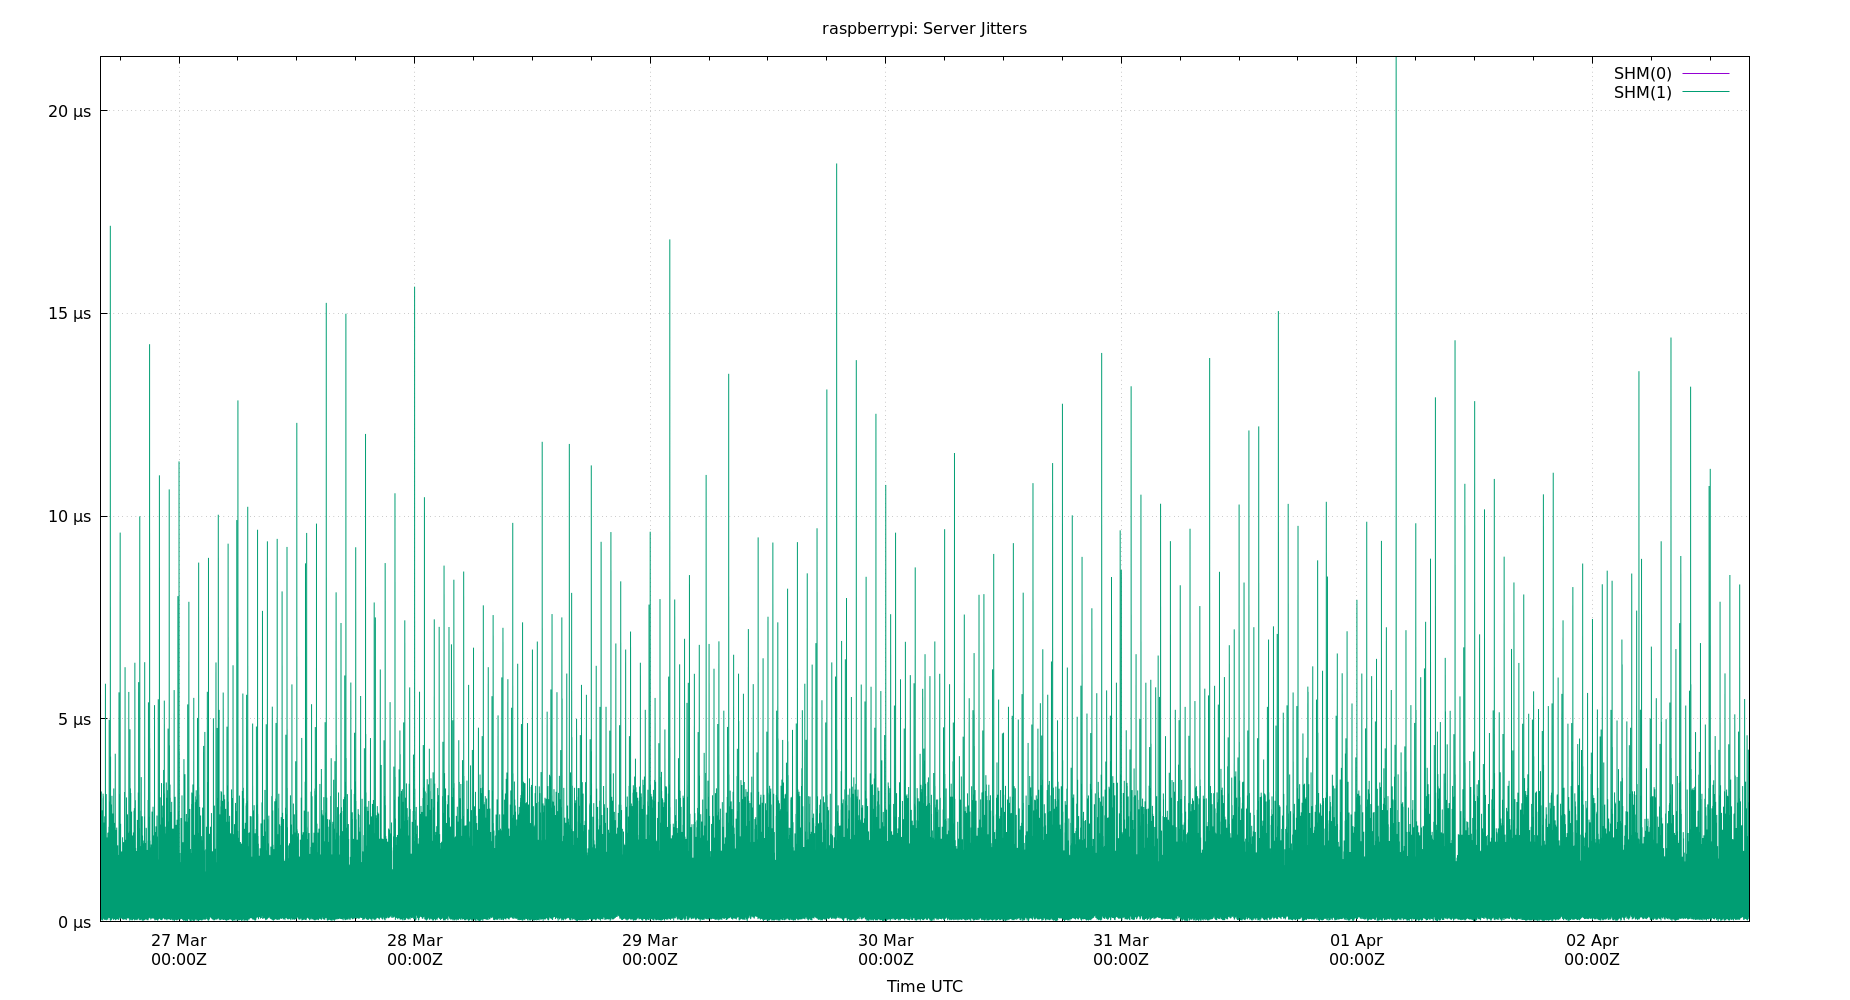 raspberrypi: Server Jitters
SHM(0)
SHM(1)
20 µs
15 µs
10 µs
5 µs
0 µs
27 Mar
00:00Z
28 Mar
00:00Z
29 Mar
00:00Z
30 Mar
00:00Z
31 Mar
00:00Z
01 Apr
00:00Z
02 Apr
00:00Z
Time UTC